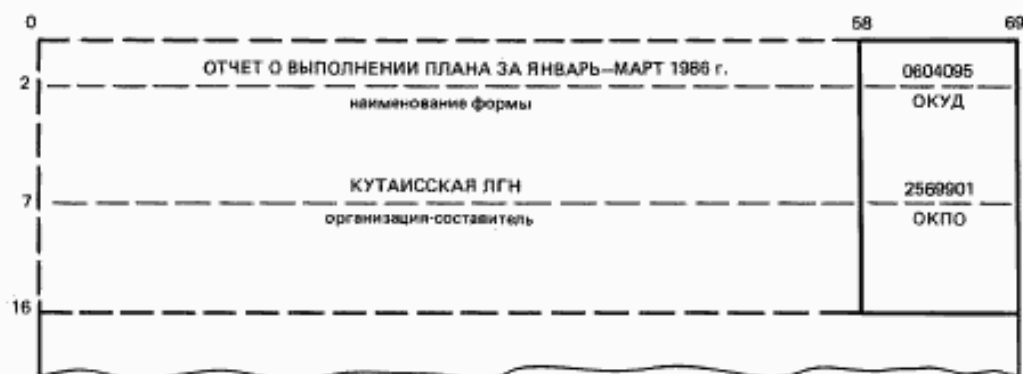 0 58 69
ОТЧЕТ О ВЫПОЛНЕНИИ ПЛАНА ЗА ЯНВАРЬ—МАРТ 1986 г. 0604095
2
наименование формы ОКУД
КУТАИССКАЯ ЛГН 2569901
7
организация-составитель ОКПО
16